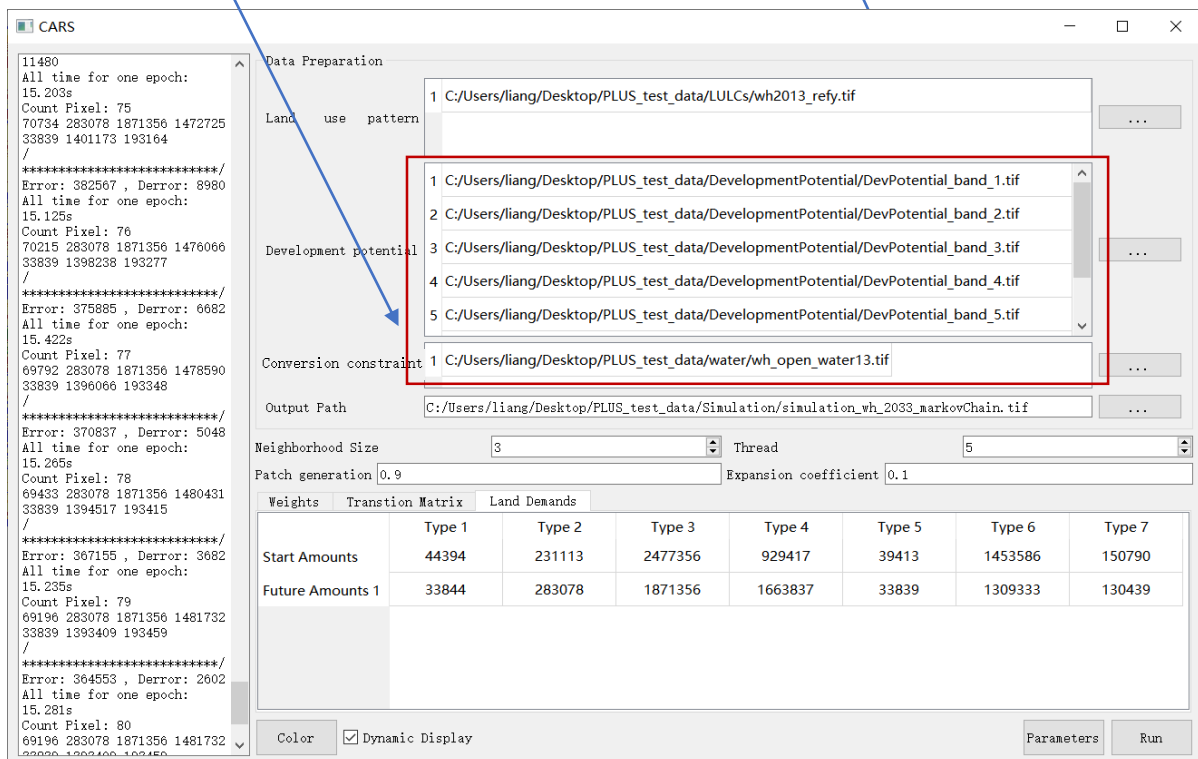 CARS
11480
All time for one epoch:
15.203s
Count Pixel: 75
70734 283078 1871356 1472725
33839 1401173 193164
/
***************************/
Error: 382567 , Derror: 8980
All time for one epoch:
15.125s
Count Pixel: 76
70215 283078 1871356 1476066
33839 1398238 193277
/
***************************/
Error: 375885 , Derror: 6682
All time for one epoch:
15.422s
Count Pixel: 77
69792 283078 1871356 1478590
33839 1396066 193348
/
***************************/
Error: 370837 , Derror: 5048
All time for one epoch:
15.265s
Count Pixel: 78
69433 283078 1871356 1480431
33839 1394517 193415
/
***************************/
Error: 367155 , Derror: 3682
All time for one epoch:
15.235s
Count Pixel: 79
69196 283078 1871356 1481732
33839 1393409 193459
/
***************************/
Error: 364553 , Derror: 2602
All time for one epoch:
15.281s
Count Pixel: 80
69196 283078 1871356 1481732
33839 1393409 193459
Data Preparation
Land use pattern
1 C:/Users/liang/Desktop/PLUS_test_data/LULCs/wh2013_refy.tif
...
Development potential
1 C:/Users/liang/Desktop/PLUS_test_data/DevelopmentPotential/DevPotential_band_1.tif
2 C:/Users/liang/Desktop/PLUS_test_data/DevelopmentPotential/DevPotential_band_2.tif
3 C:/Users/liang/Desktop/PLUS_test_data/DevelopmentPotential/DevPotential_band_3.tif
4 C:/Users/liang/Desktop/PLUS_test_data/DevelopmentPotential/DevPotential_band_4.tif
5 C:/Users/liang/Desktop/PLUS_test_data/DevelopmentPotential/DevPotential_band_5.tif
...
Conversion constraint 1 C:/Users/liang/Desktop/PLUS_test_data/water/wh_open_water13.tif ...
Output Path C:/Users/liang/Desktop/PLUS_test_data/Simulation/simulation_wh_2033_markovChain.tif ...
Neighborhood Size 3 Thread 5
Patch generation 0.9 Expansion coefficient 0.1
Weights Transtion Matrix Land Demands
Type 1 Type 2 Type 3 Type 4 Type 5 Type 6 Type 7
Start Amounts 44394 231113 2477356 929417 39413 1453586 150790
Future Amounts 1 33844 283078 1871356 1663837 33839 1309333 130439
Color Dynamic Display Parameters Run